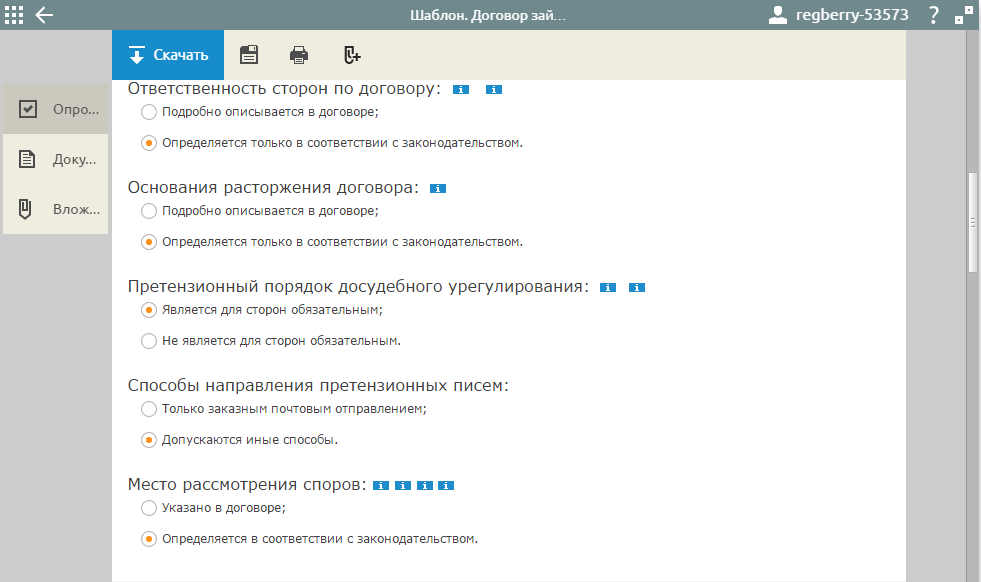 Шаблон. Договор зай...
regberry-53573
?
Скачать
Опро...
Доку...
Влож...
Ответственность сторон по договору: i i
Подробно описывается в договоре;
Определяется только в соответствии с законодательством.
Основания расторжения договора: i
Подробно описывается в договоре;
Определяется только в соответствии с законодательством.
Претензионный порядок досудебного урегулирования: i i
Является для сторон обязательным;
Не является для сторон обязательным.
Способы направления претензионных писем:
Только заказным почтовым отправлением;
Допускаются иные способы.
Место рассмотрения споров: i i i i
Указано в договоре;
Определяется в соответствии с законодательством.